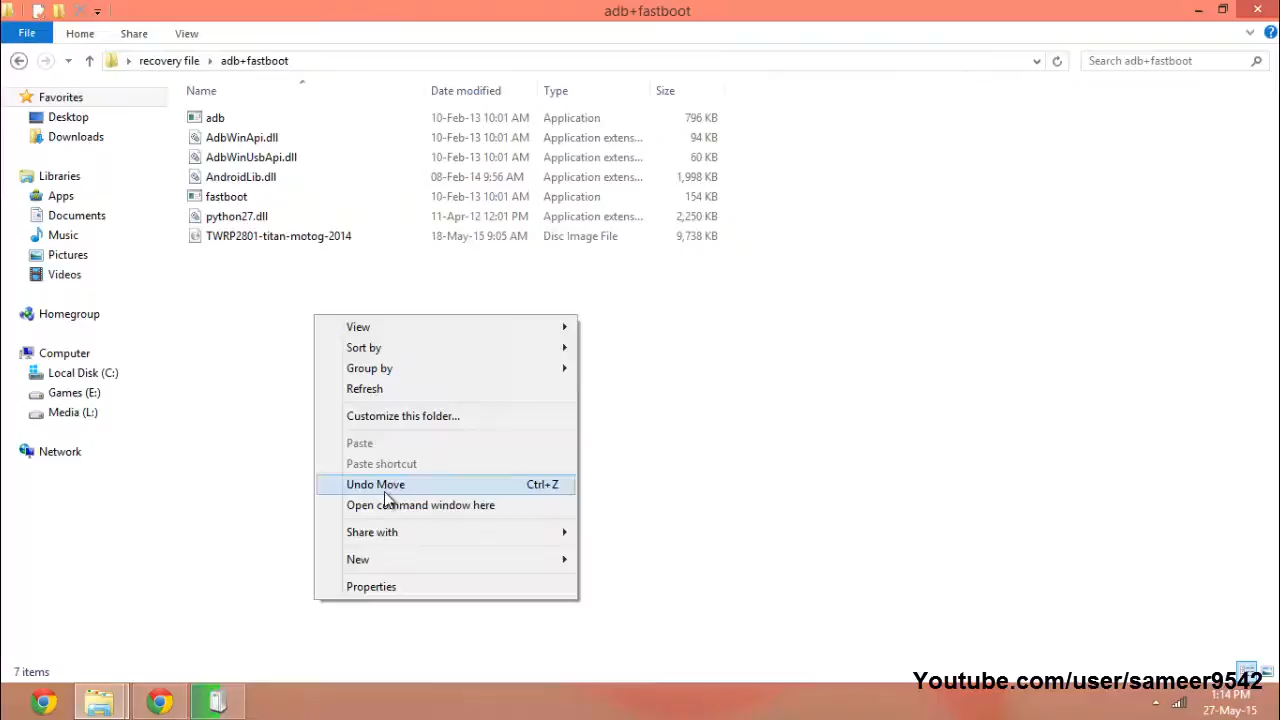 adb+fastboot
File Home Share View
recovery file adb+fastboot Search adb+fastboot
Name Date modified Type Size
adb 10-Feb-13 10:01 AM Application 796 KB
AdbWinApi.dll 10-Feb-13 10:01 AM Application extens... 94 KB
AdbWinUsbApi.dll 10-Feb-13 10:01 AM Application extens... 60 KB
AndroidLib.dll 08-Feb-14 9:56 AM Application extens... 1,998 KB
fastboot 10-Feb-13 10:01 AM Application 154 KB
python27.dll 11-Apr-12 12:01 PM Application extens... 2,250 KB
TWRP2801-titan-motog-2014 18-May-15 9:05 AM Disc Image File 9,738 KB
Favorites
Desktop
Downloads
Libraries
Apps
Documents
Music
Pictures
Videos
Homegroup
Computer
Local Disk (C:)
Games (E:)
Media (L:)
Network
View
Sort by
Group by
Refresh
Customize this folder...
Paste
Paste shortcut
Undo Move Ctrl+Z
Open command window here
Share with
New
Properties
7 items
Youtube.com/user/sameer9542
1:14 PM
27-May-15